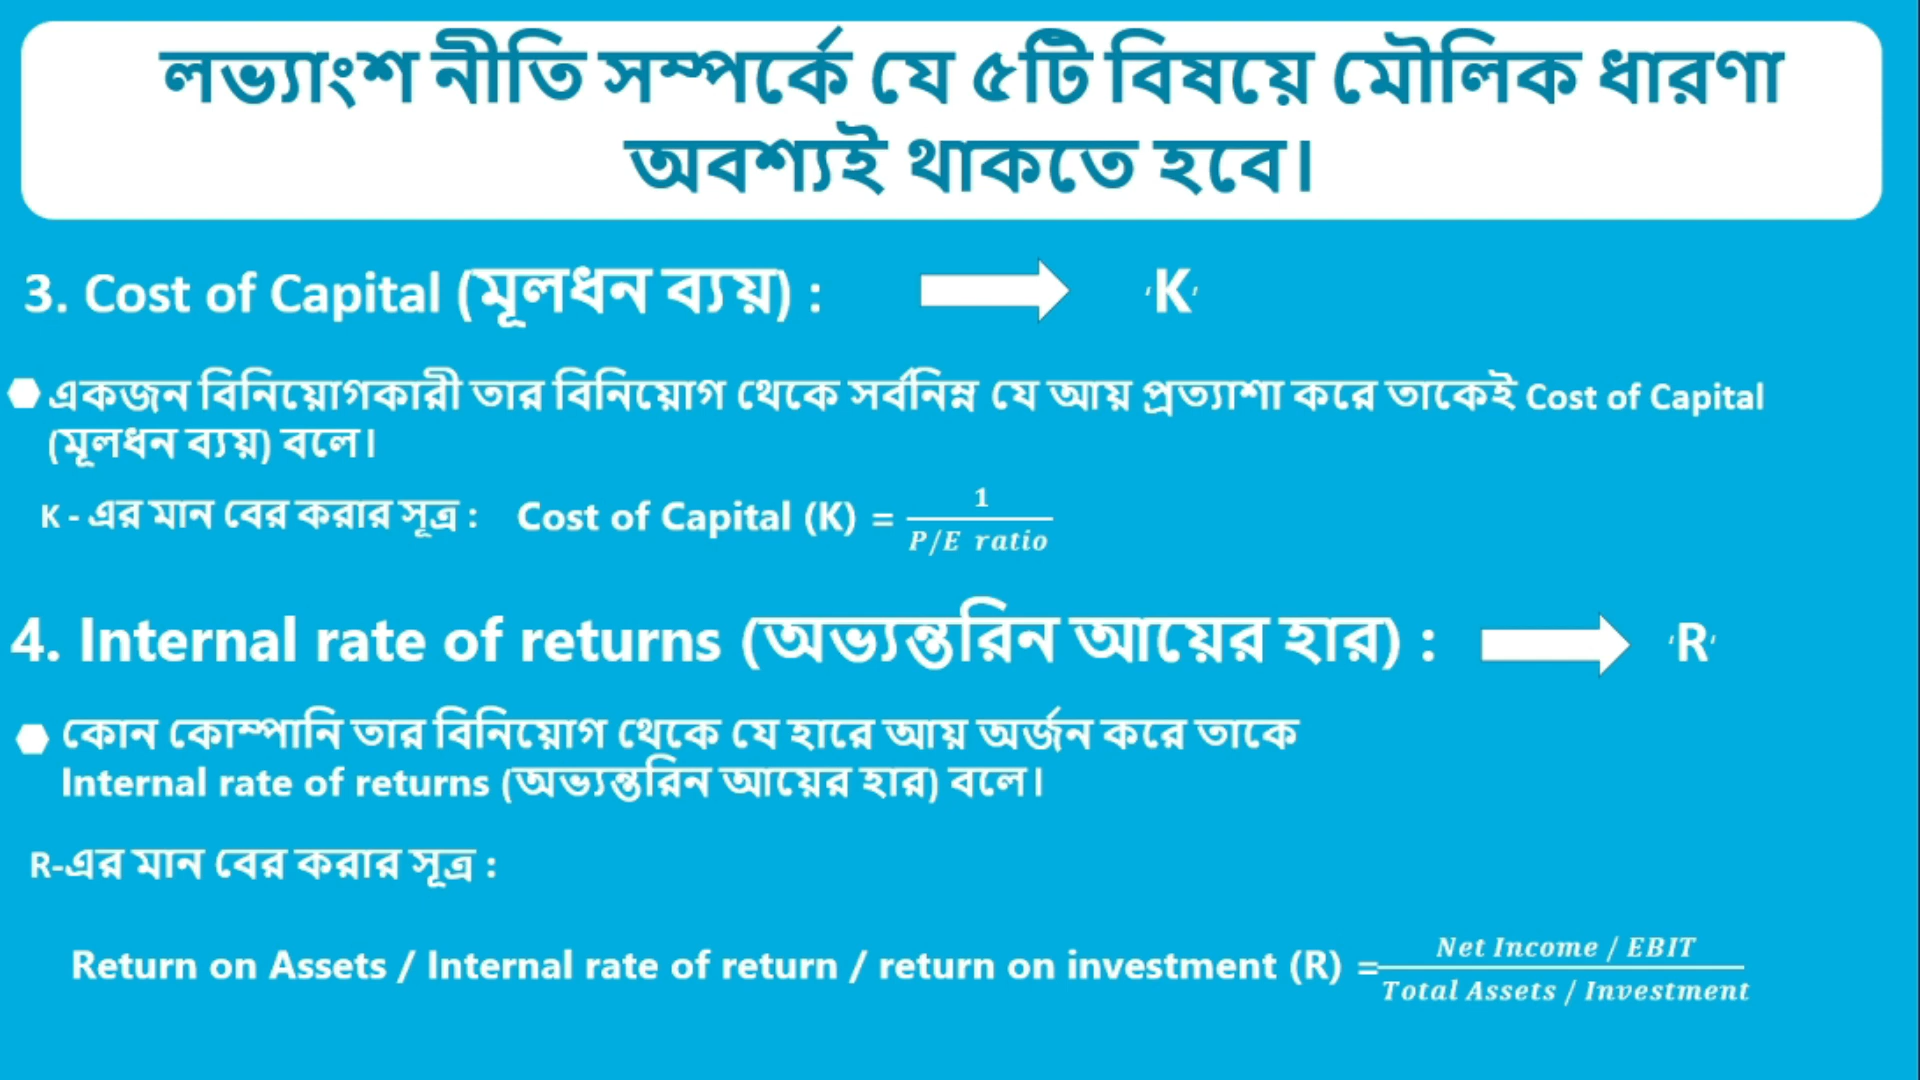 লভ্যাংশ নীতি সম্পর্কে যে ৫টি বিষয়ে মৌলিক ধারণা
অবশ্যই থাকতে হবে।
3. Cost of Capital (মূলধন ব্যয়) : 'K'
একজন বিনিয়োগকারী তার বিনিয়োগ থেকে সর্বনিম্ন যে আয় প্রত্যাশা করে তাকেই Cost of Capital
(মূলধন ব্যয়) বলে।
K - এর মান বের করার সূত্র : Cost of Capital (K) = 1 / P/E ratio
4. Internal rate of returns (অভ্যন্তরিন আয়ের হার) : 'R'
কোন কোম্পানি তার বিনিয়োগ থেকে যে হারে আয় অর্জন করে তাকে
Internal rate of returns (অভ্যন্তরিন আয়ের হার) বলে।
R-এর মান বের করার সূত্র :
Return on Assets / Internal rate of return / return on investment (R) = Net Income / EBIT
Total Assets / Investment